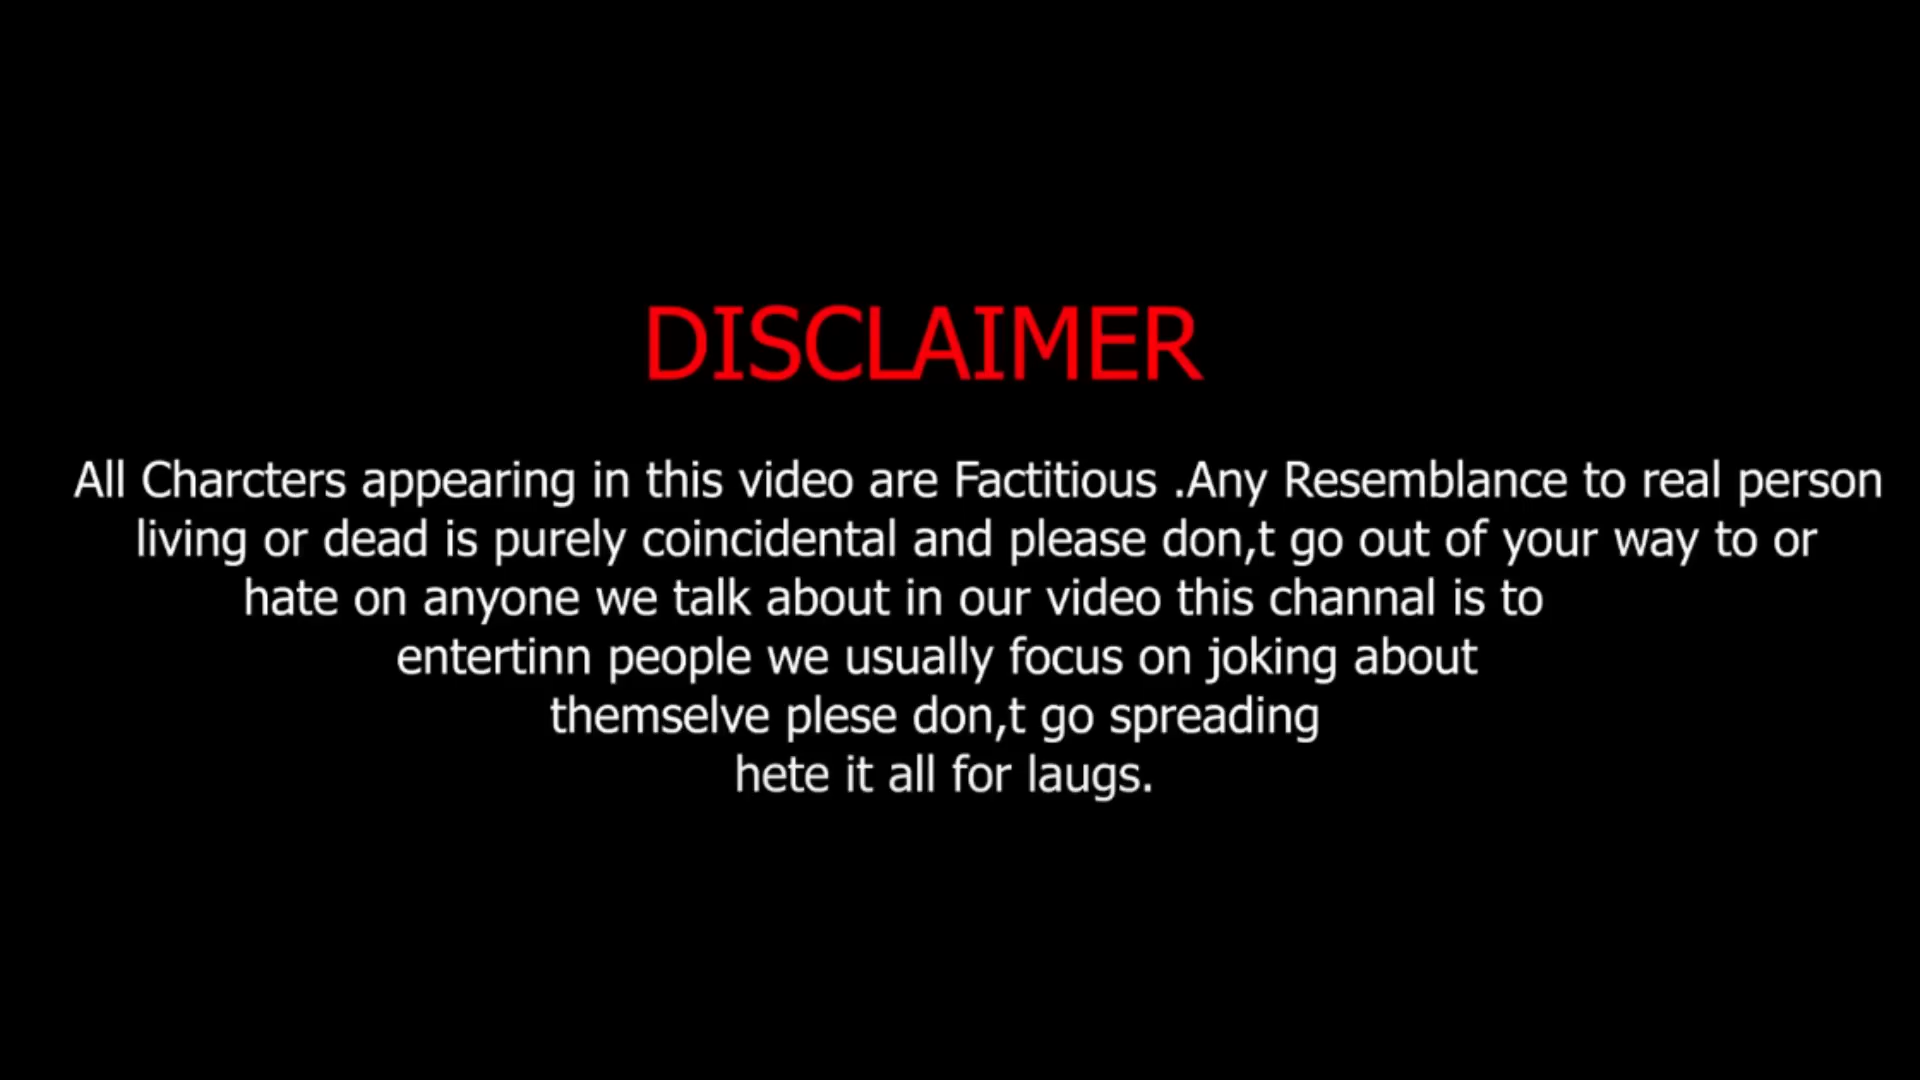 DISCLAIMER
All Charcters appearing in this video are Factitious .Any Resemblance to real person
living or dead is purely coincidental and please don,t go out of your way to or
hate on anyone we talk about in our video this channal is to
entertinn people we usually focus on joking about
themselve plese don,t go spreading
hete it all for laugs.